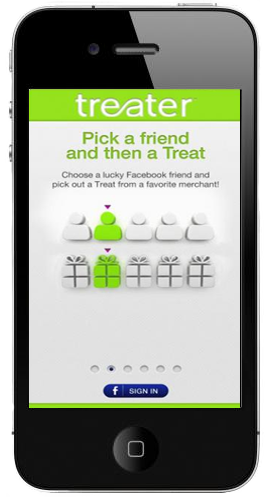 treater
Pick a friend
and then a Treat
Choose a lucky Facebook friend and
pick out a Treat from a favorite merchant!
f SIGN IN